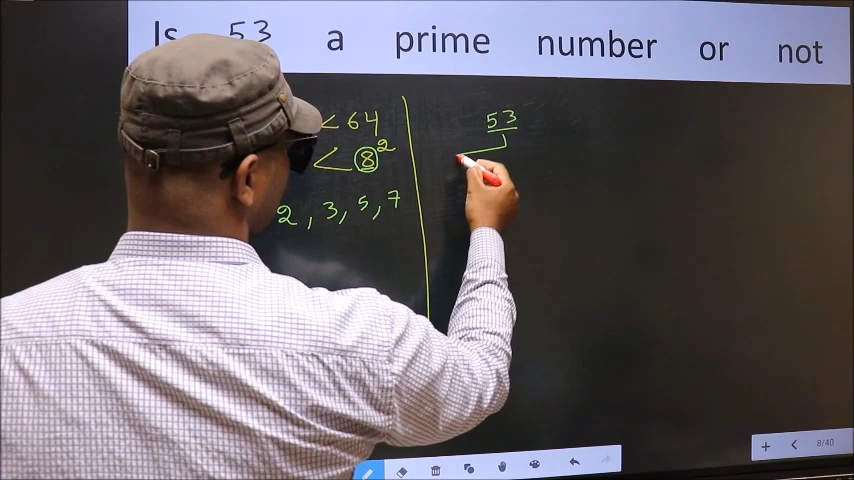 Is 53 a prime number or not
< 64
< 8²
2, 3, 5, 7
53
8/40